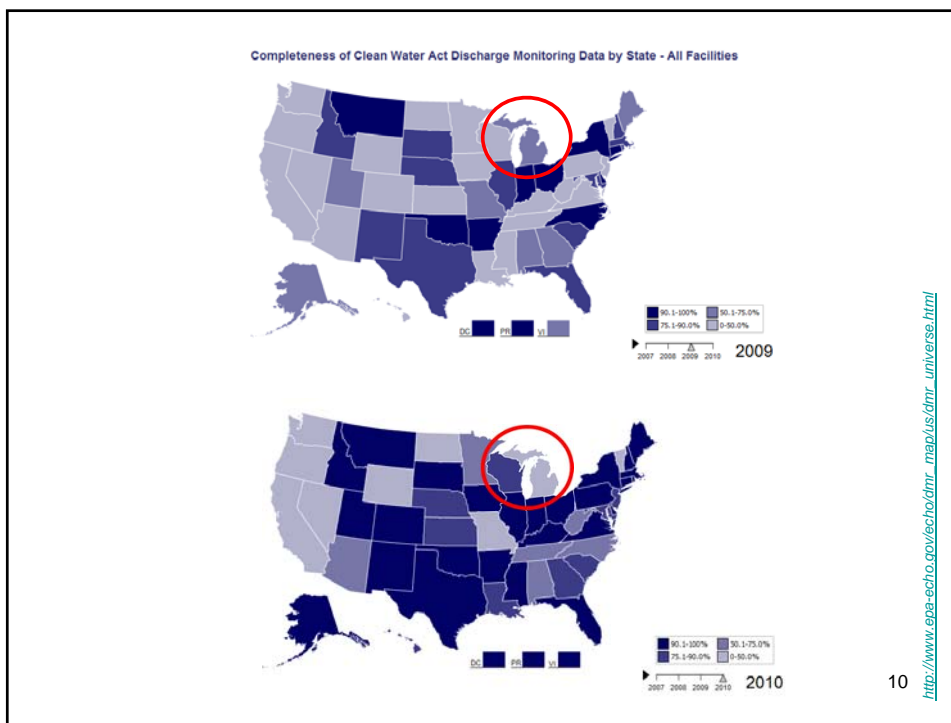 Completeness of Clean Water Act Discharge Monitoring Data by State - All Facilities
DC PR VI
90.1-100% 50.1-75.0%
75.1-90.0% 0-50.0%
2007 2008 2009 2010
2009
DC PR VI
90.1-100% 50.1-75.0%
75.1-90.0% 0-50.0%
2007 2008 2009 2010
2010
10
http://www.epa-echo.gov/echo/dmr_map/us/dmr_universe.html